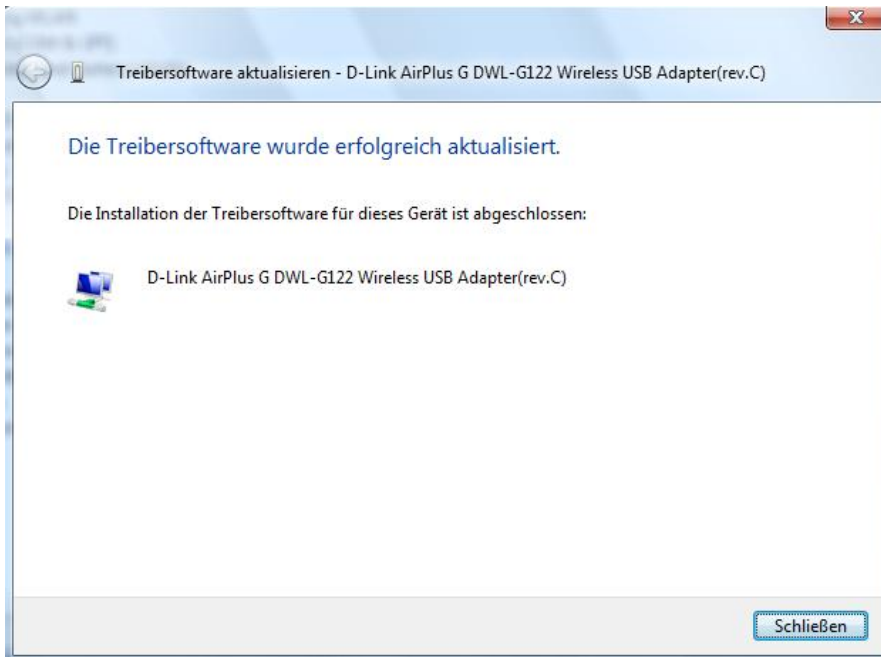 Treibersoftware aktualisieren - D-Link AirPlus G DWL-G122 Wireless USB Adapter(rev.C)
Die Treibersoftware wurde erfolgreich aktualisiert.
Die Installation der Treibersoftware für dieses Gerät ist abgeschlossen:
D-Link AirPlus G DWL-G122 Wireless USB Adapter(rev.C)
Schließen